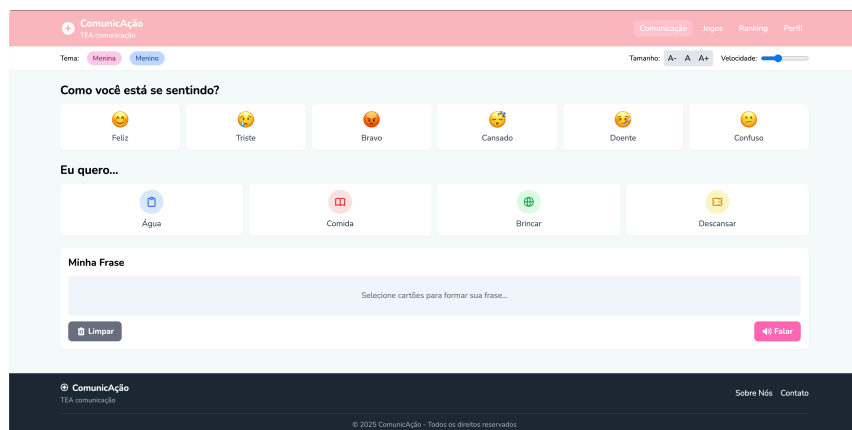 ComunicAção
TEA comunicação
Comunicação Jogos Ranking Perfil
Tema: Menina Menino
Tamanho: A- A A+ Velocidade:
Como você está se sentindo?
Feliz Triste Bravo Cansado Doente Confuso
Eu quero...
Água Comida Brincar Descansar
Minha Frase
Selecione cartões para formar sua frase...
Limpar Falar
ComunicAção
TEA comunicação
Sobre Nós Contato
© 2025 ComunicAção - Todos os direitos reservados